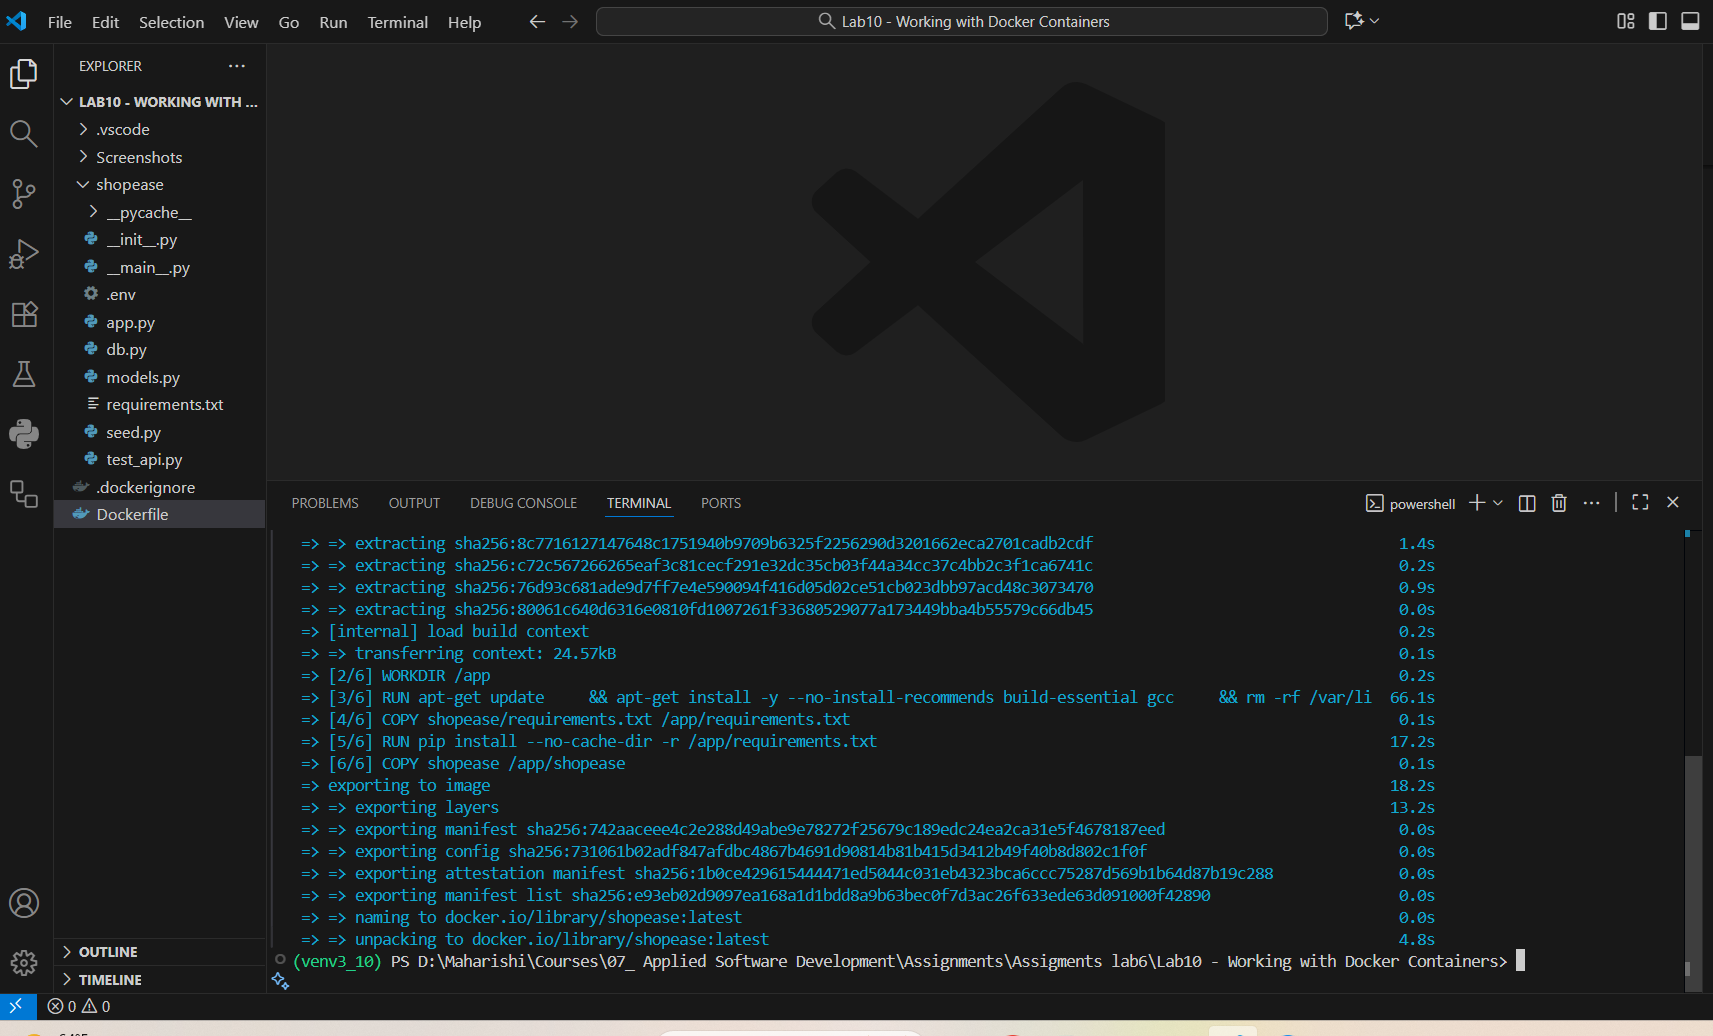 File Edit Selection View Go Run Terminal Help
Lab10 - Working with Docker Containers
EXPLORER
LAB10 - WORKING WITH ...
.vscode
Screenshots
shopease
__pycache__
__init__.py
__main__.py
.env
app.py
db.py
models.py
requirements.txt
seed.py
test_api.py
.dockerignore
Dockerfile
OUTLINE
TIMELINE
PROBLEMS OUTPUT DEBUG CONSOLE TERMINAL PORTS
powershell
=> => extracting sha256:8c7716127147648c1751940b9709b6325f2256290d3201662eca2701cadb2cdf 1.4s
=> => extracting sha256:c72c567266265eaf3c81cecf291e32dc35cb03f44a34cc37c4bb2c3f1ca6741c 0.2s
=> => extracting sha256:76d93c681ade9d7ff7e4e590094f416d05d02ce51cb023dbb97acd48c3073470 0.9s
=> => extracting sha256:80061c640d6316e0810fd1007261f33680529077a173449bba4b55579c66db45 0.0s
=> [internal] load build context 0.2s
=> => transferring context: 24.57kB 0.1s
=> [2/6] WORKDIR /app 0.2s
=> [3/6] RUN apt-get update && apt-get install -y --no-install-recommends build-essential gcc && rm -rf /var/li 66.1s
=> [4/6] COPY shopease/requirements.txt /app/requirements.txt 0.1s
=> [5/6] RUN pip install --no-cache-dir -r /app/requirements.txt 17.2s
=> [6/6] COPY shopease /app/shopease 0.1s
=> exporting to image 18.2s
=> => exporting layers 13.2s
=> => exporting manifest sha256:742aaceee4c2e288d49abe9e78272f25679c189edc24ea2ca31e5f4678187eed 0.0s
=> => exporting config sha256:731061b02adf847afdbc4867b4691d90814b81b415d3412b49f40b8d802c1f0f 0.0s
=> => exporting attestation manifest sha256:1b0ce429615444471ed5044c031eb4323bca6ccc75287d569b1b64d87b19c288 0.0s
=> => exporting manifest list sha256:e93eb02d9097ea168a1d1bdd8a9b63bec0f7d3ac26f633ede63d091000f42890 0.0s
=> => naming to docker.io/library/shopease:latest 0.0s
=> => unpacking to docker.io/library/shopease:latest 4.8s
(venv3_10) PS D:\Maharishi\Courses\07_ Applied Software Development\Assignments\Assigments lab6\Lab10 - Working with Docker Containers>
0 0